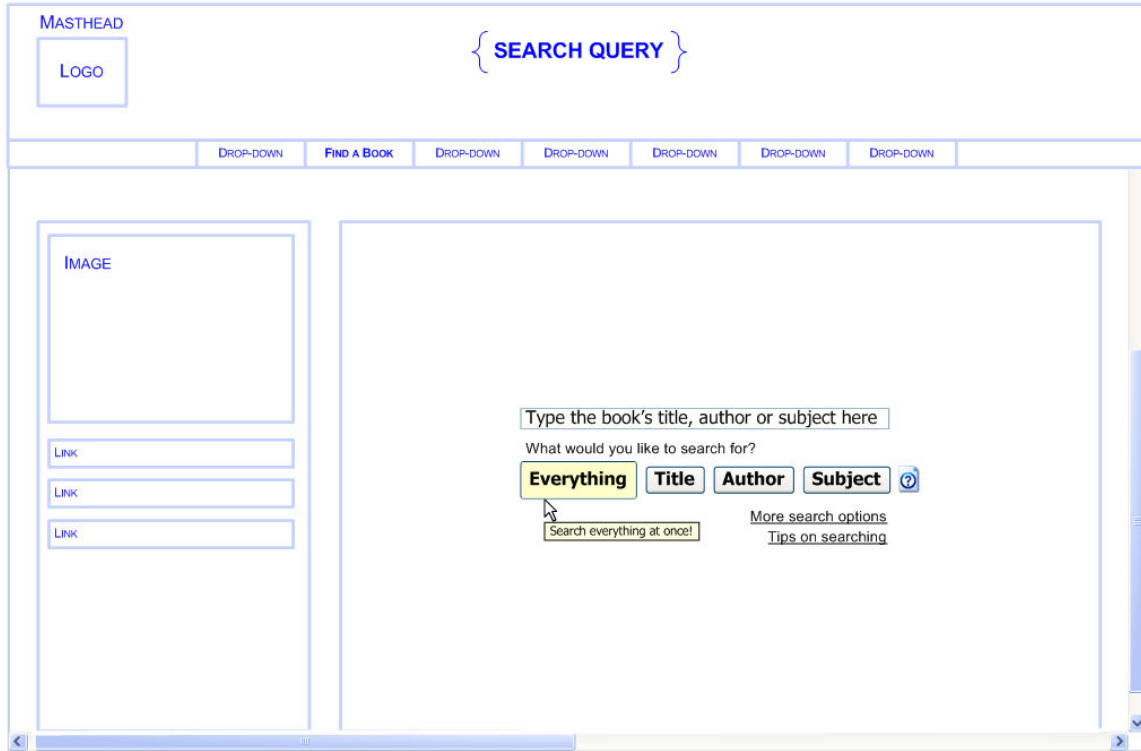 MASTHEAD
LOGO
{ SEARCH QUERY }
DROP-DOWN FIND A BOOK DROP-DOWN DROP-DOWN DROP-DOWN DROP-DOWN DROP-DOWN
IMAGE
LINK
LINK
LINK
Type the book's title, author or subject here
What would you like to search for?
Everything Title Author Subject ?
Search everything at once!
More search options
Tips on searching